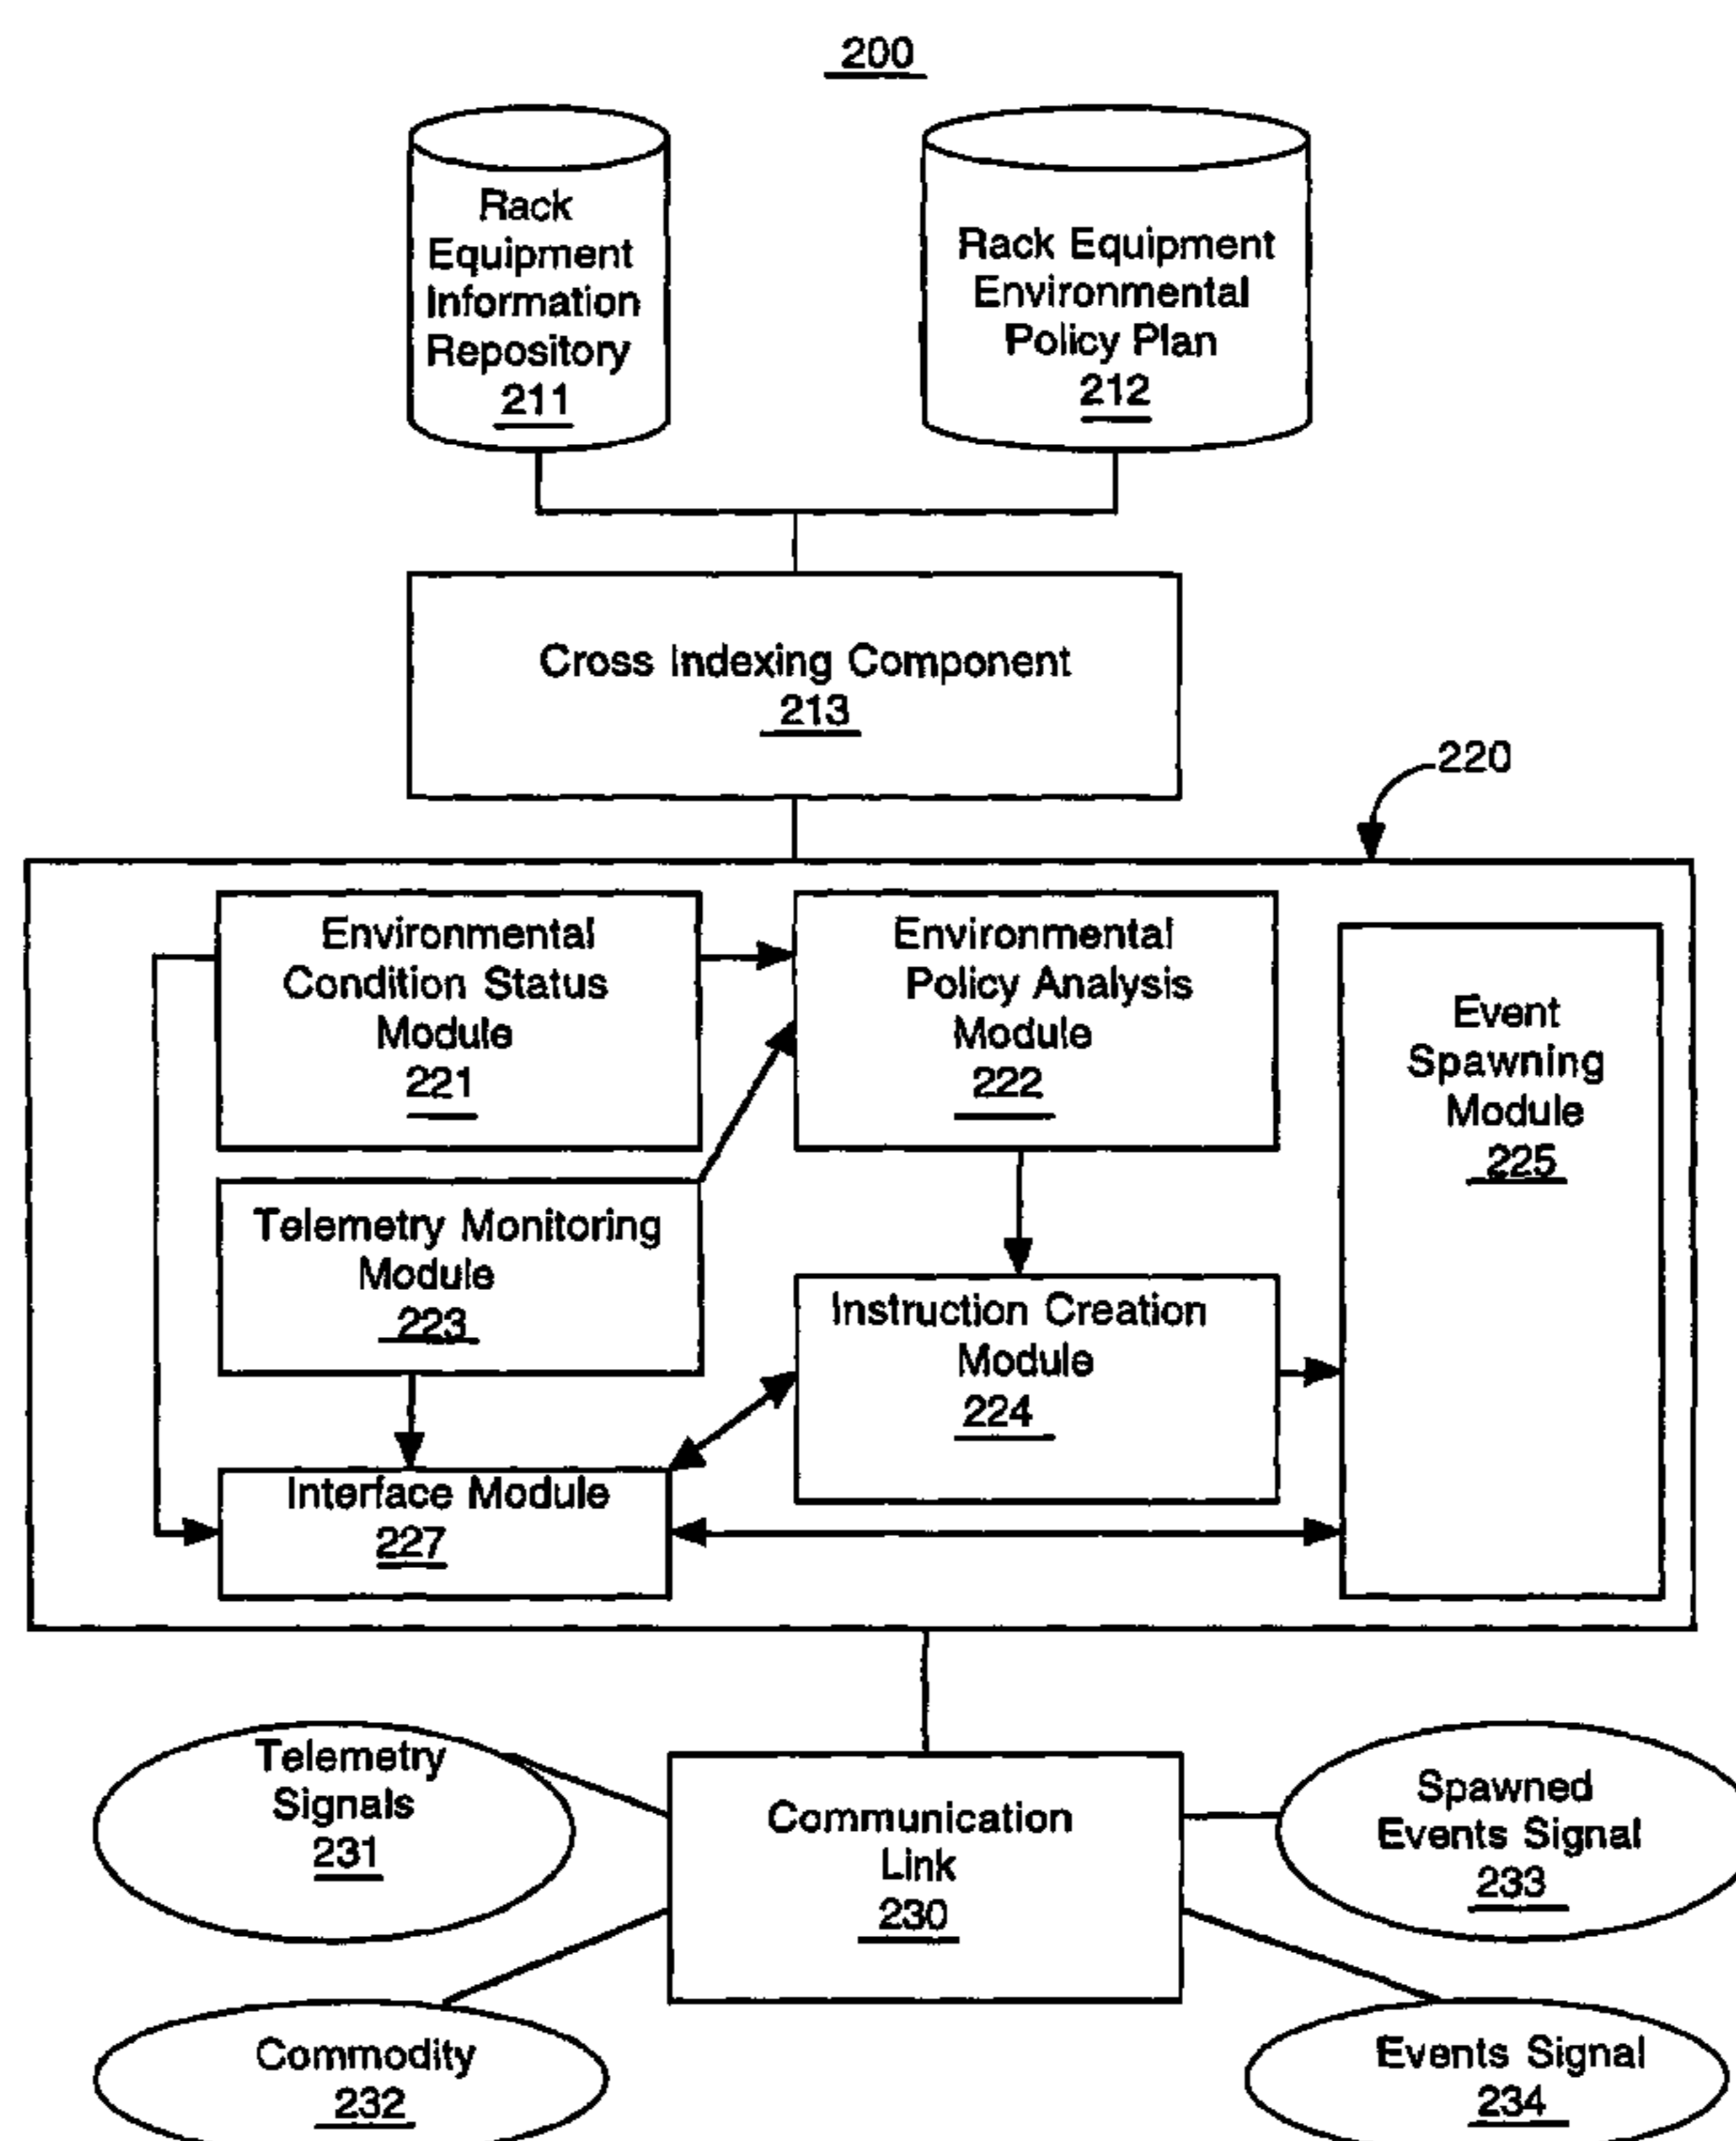 200
Rack
Equipment
Information
Repository
211
Rack Equipment
Environmental
Policy Plan
212
Cross Indexing Component
213
220
Environmental
Condition Status
Module
221
Environmental
Policy Analysis
Module
222
Event
Spawning
Module
225
Telemetry Monitoring
Module
223
Instruction Creation
Module
224
Interface Module
227
Telemetry
Signals
231
Communication
Link
230
Spawned
Events Signal
233
Commodity
232
Events Signal
234